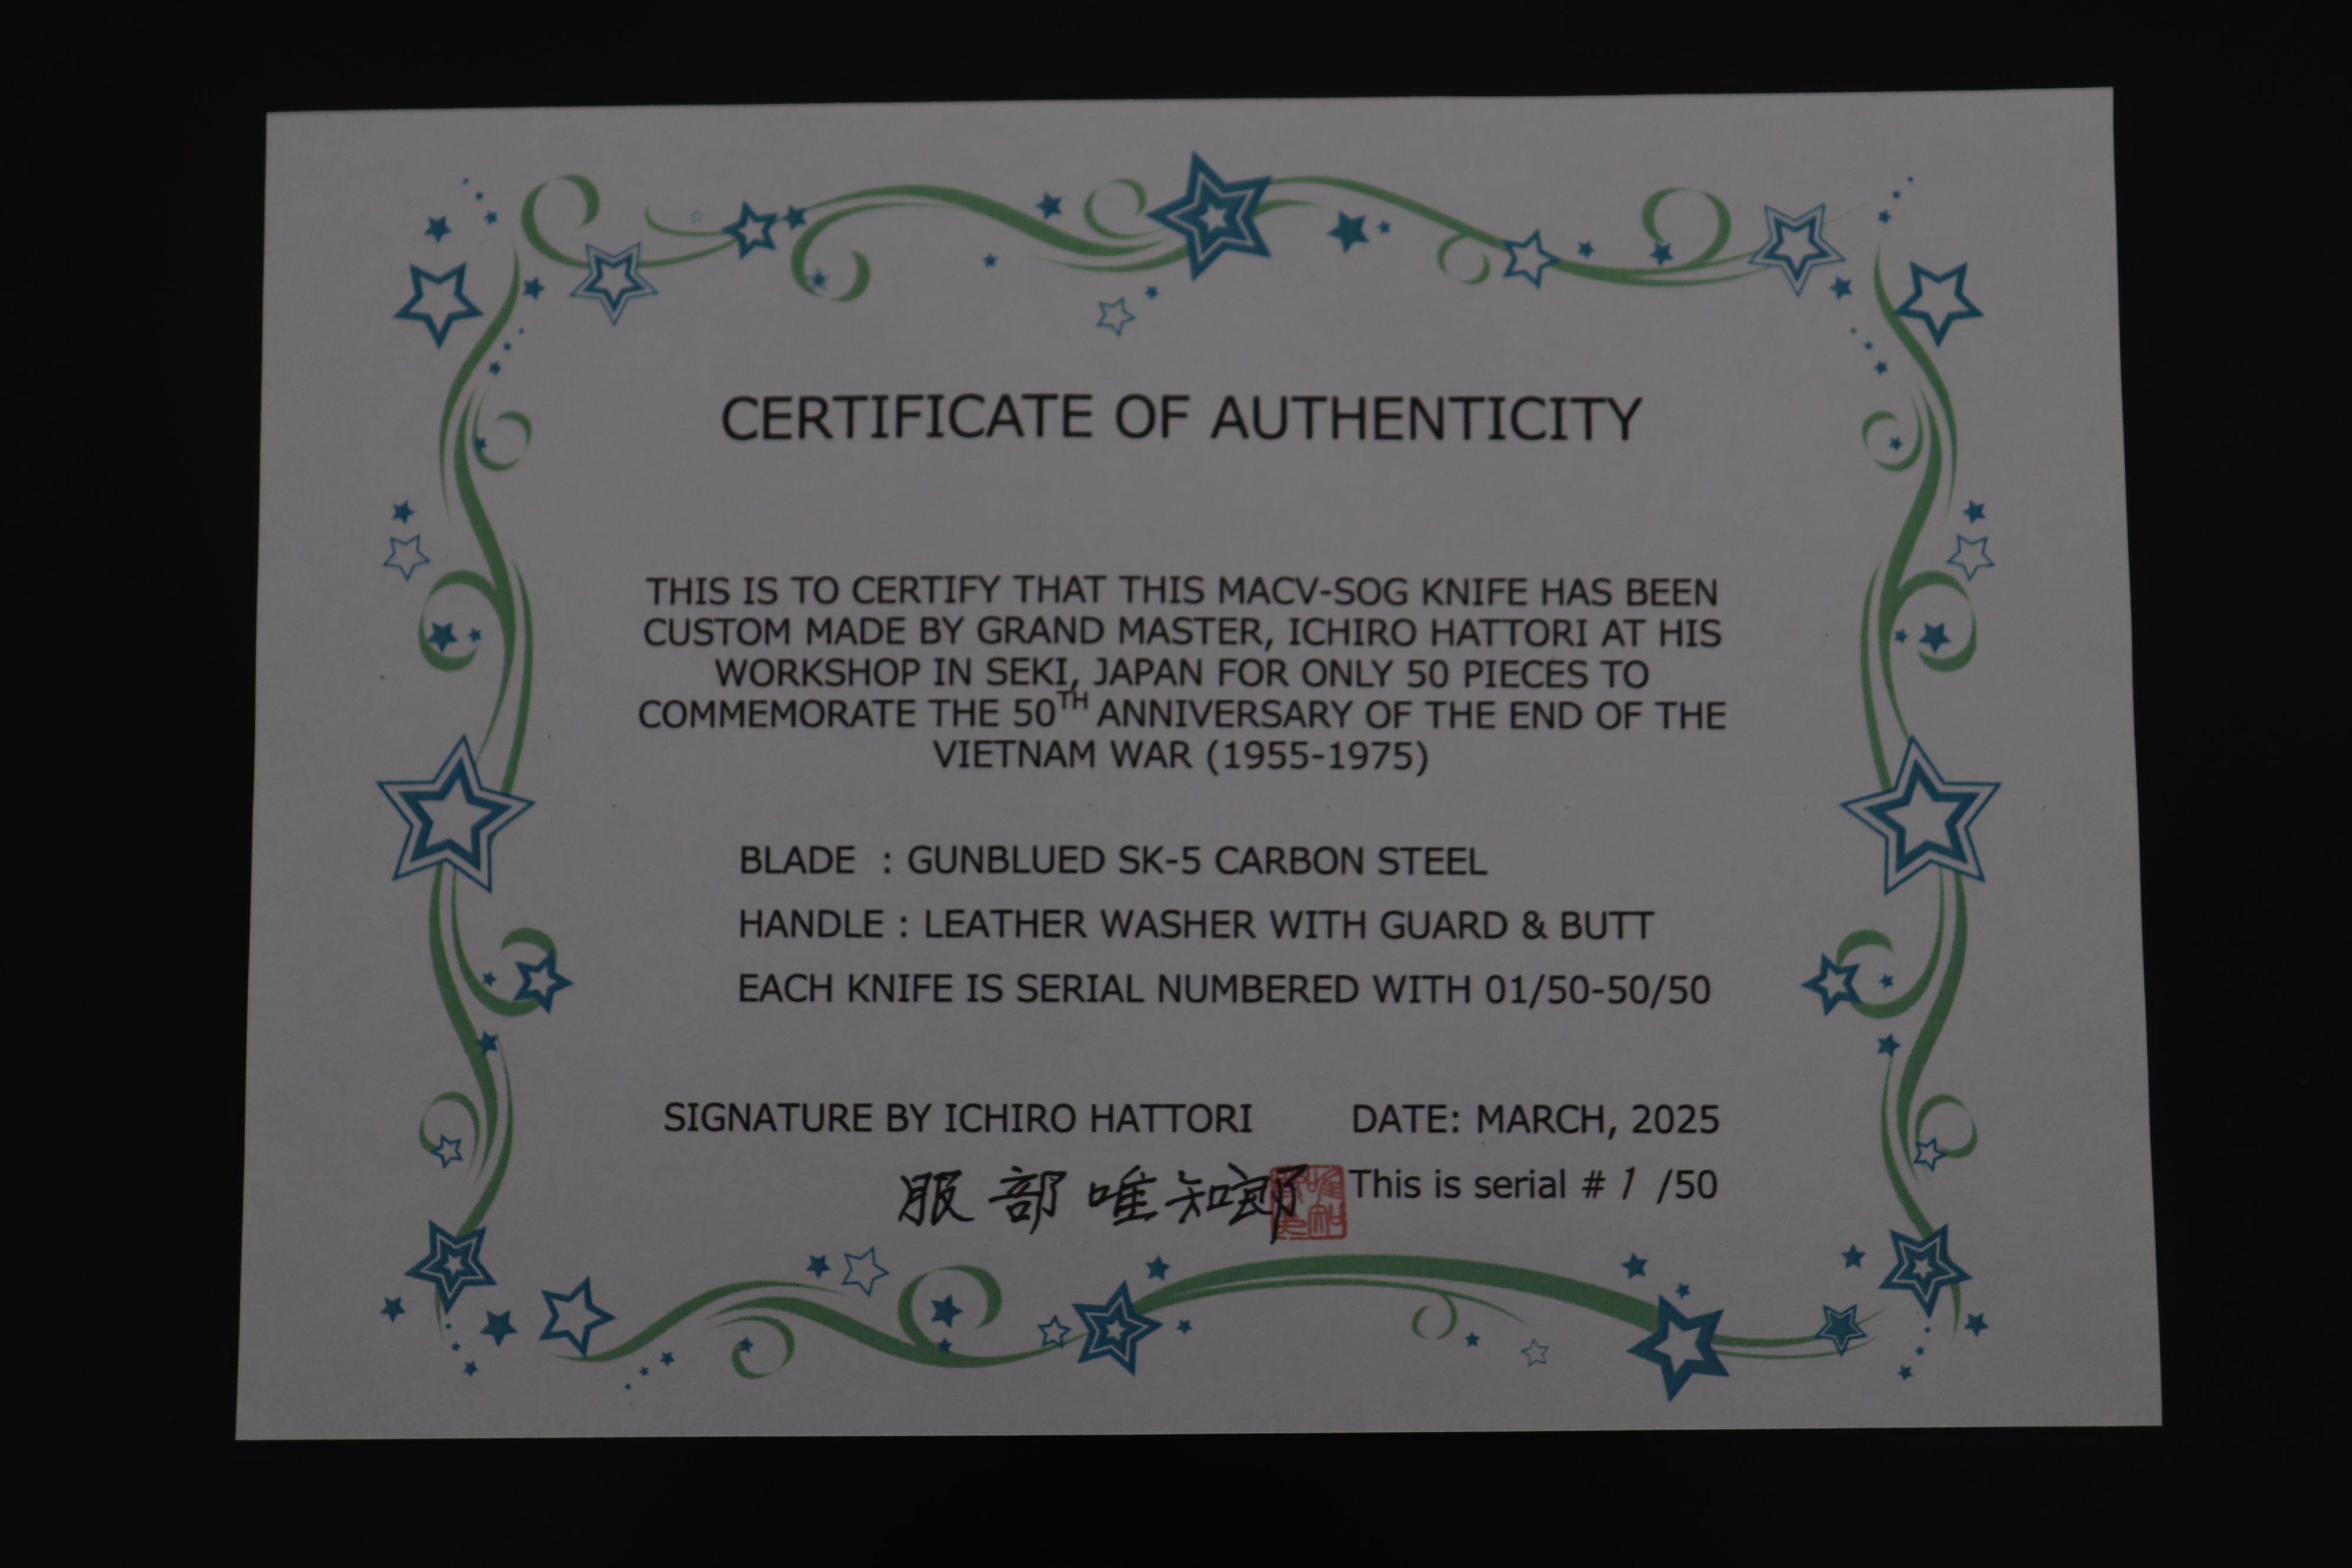 CERTIFICATE OF AUTHENTICITY
THIS IS TO CERTIFY THAT THIS MACV-SOG KNIFE HAS BEEN
CUSTOM MADE BY GRAND MASTER, ICHIRO HATTORI AT HIS
WORKSHOP IN SEKI, JAPAN FOR ONLY 50 PIECES TO
COMMEMORATE THE 50TH ANNIVERSARY OF THE END OF THE
VIETNAM WAR (1955-1975)
BLADE : GUNBLUED SK-5 CARBON STEEL
HANDLE : LEATHER WASHER WITH GUARD & BUTT
EACH KNIFE IS SERIAL NUMBERED WITH 01/50-50/50
SIGNATURE BY ICHIRO HATTORI DATE: MARCH, 2025
服部唯知郎 This is serial # 1 /50